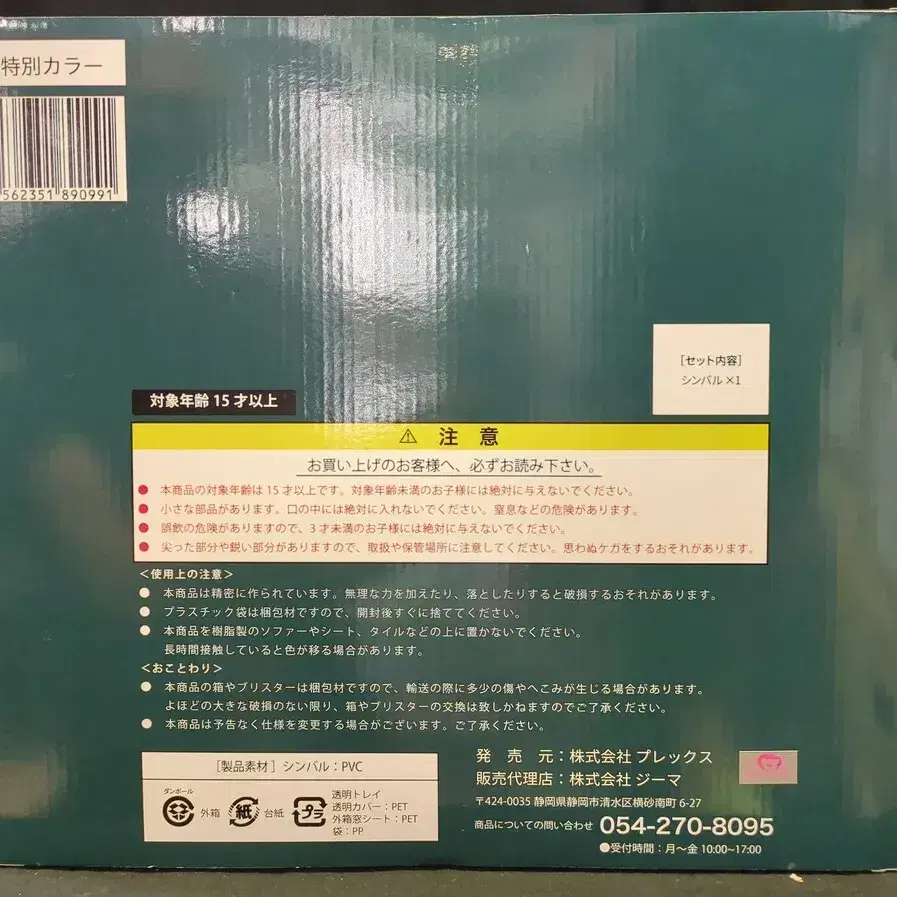 特別カラー
562351 890991
[セット内容]
シンバル×1
対象年齢 15 才以上
⚠ 注 意
お買い上げのお客様へ、必ずお読み下さい。
● 本商品の対象年齢は 15 才以上です。対象年齢未満のお子様には絶対に与えないでください。
● 小さな部品があります。口の中には絶対に入れないでください。窒息などの危険があります。
● 誤飲の危険がありますので、3 才未満のお子様には絶対に与えないでください。
● 尖った部分や鋭い部分がありますので、取扱や保管場所に注意してください。思わぬケガをするおそれがあります。
<使用上の注意>
● 本商品は精密に作られています。無理な力を加えたり、落としたりすると破損するおそれがあります。
● プラスチック袋は梱包材ですので、開封後すぐに捨ててください。
● 本商品を樹脂製のソファーやシート、タイルなどの上に置かないでください。
長時間接触していると色が移る場合があります。
<おことわり>
● 本商品の箱やブリスターは梱包材ですので、輸送の際に多少の傷やへこみが生じる場合があります。
よほどの大きな破損のない限り、箱やブリスターの交換は致しかねますのでご了承ください。
● 本商品は予告なく仕様を変更する場合がございます。ご了承ください。
[製品素材] シンバル：PVC
ダンボール
外箱
紙
台紙
プラ
透明トレイ
透明カバー：PET
外箱窓シート：PET
袋：PP
発 売 元：株式会社 プレックス
販売代理店：株式会社 ジーマ
〒424-0035 静岡県静岡市清水区横砂南町 6-27
商品についての問い合わせ 054-270-8095
●受付時間：月〜金 10:00~17:00